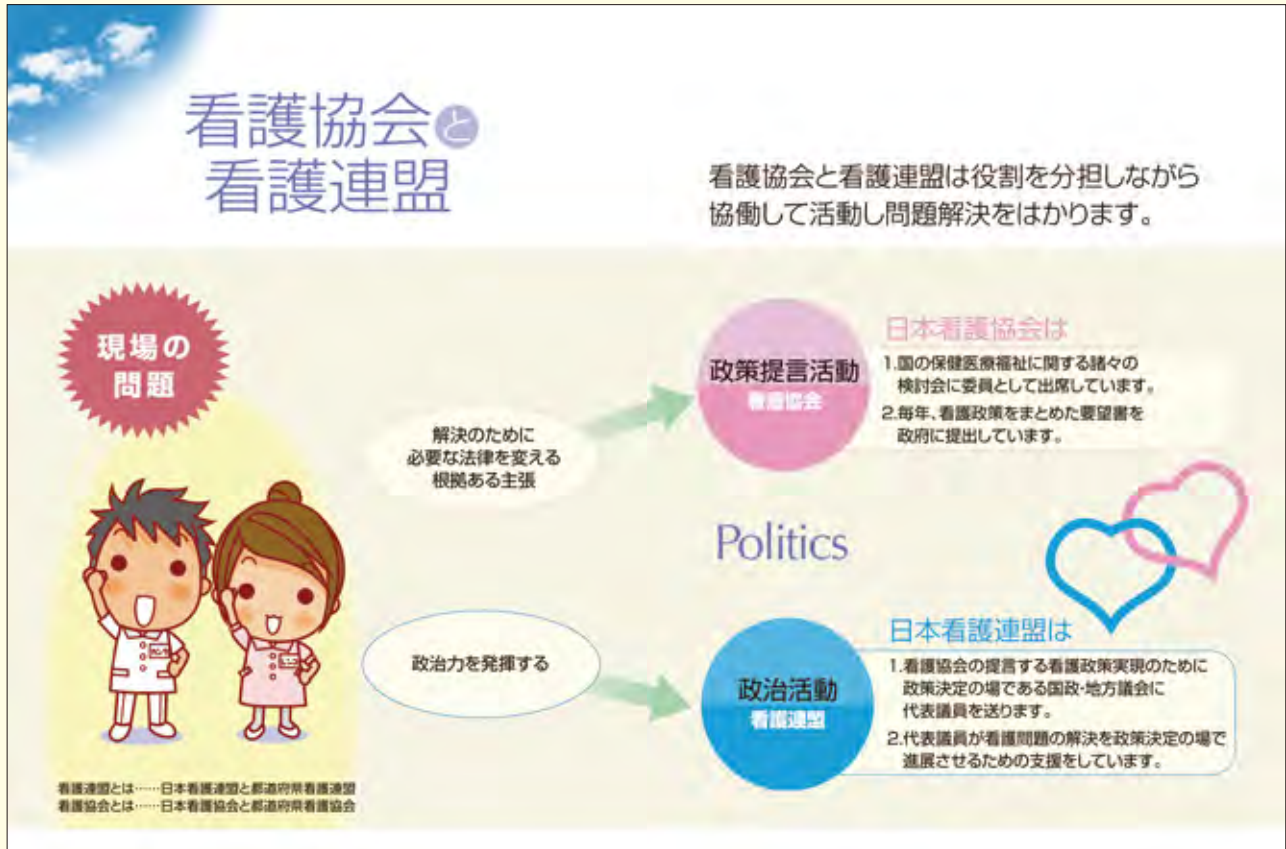 看護協会と
看護連盟
看護協会と看護連盟は役割を分担しながら
協働して活動し問題解決をはかります。
現場の
問題
解決のために
必要な法律を変える
根拠ある主張
政治力を発揮する
看護連盟とは……日本看護連盟と都道府県看護連盟
看護協会とは……日本看護協会と都道府県看護協会
政策提言活動
看護協会
日本看護協会は
1.国の保健医療福祉に関する諸々の
検討会に委員として出席しています。
2.毎年、看護政策をまとめた要望書を
政府に提出しています。
Politics
政治活動
看護連盟
日本看護連盟は
1.看護協会の提言する看護政策実現のために
政策決定の場である国政・地方議会に
代表議員を送ります。
2.代表議員が看護問題の解決を政策決定の場で
進展させるための支援をしています。